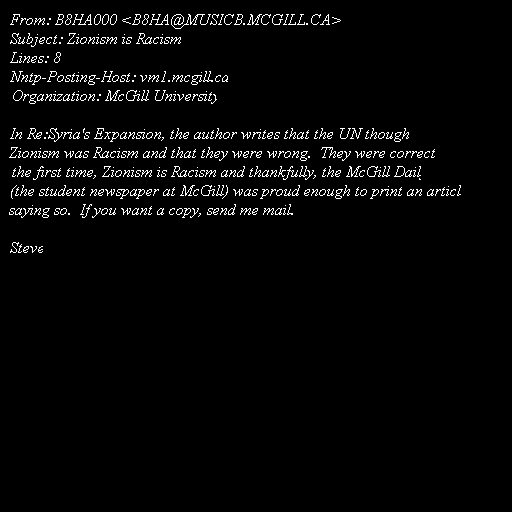 From: B8HA000 <B8HA@MUSICB.MCGILL.CA>
Subject: Zionism is Racism
Lines: 8
Nntp-Posting-Host: vm1.mcgill.ca
Organization: McGill University

In Re:Syria's Expansion, the author writes that the UN though
Zionism was Racism and that they were wrong.  They were correct
the first time, Zionism is Racism and thankfully, the McGill Dail
(the student newspaper at McGill) was proud enough to print an articl
saying so.  If you want a copy, send me mail.

Steve